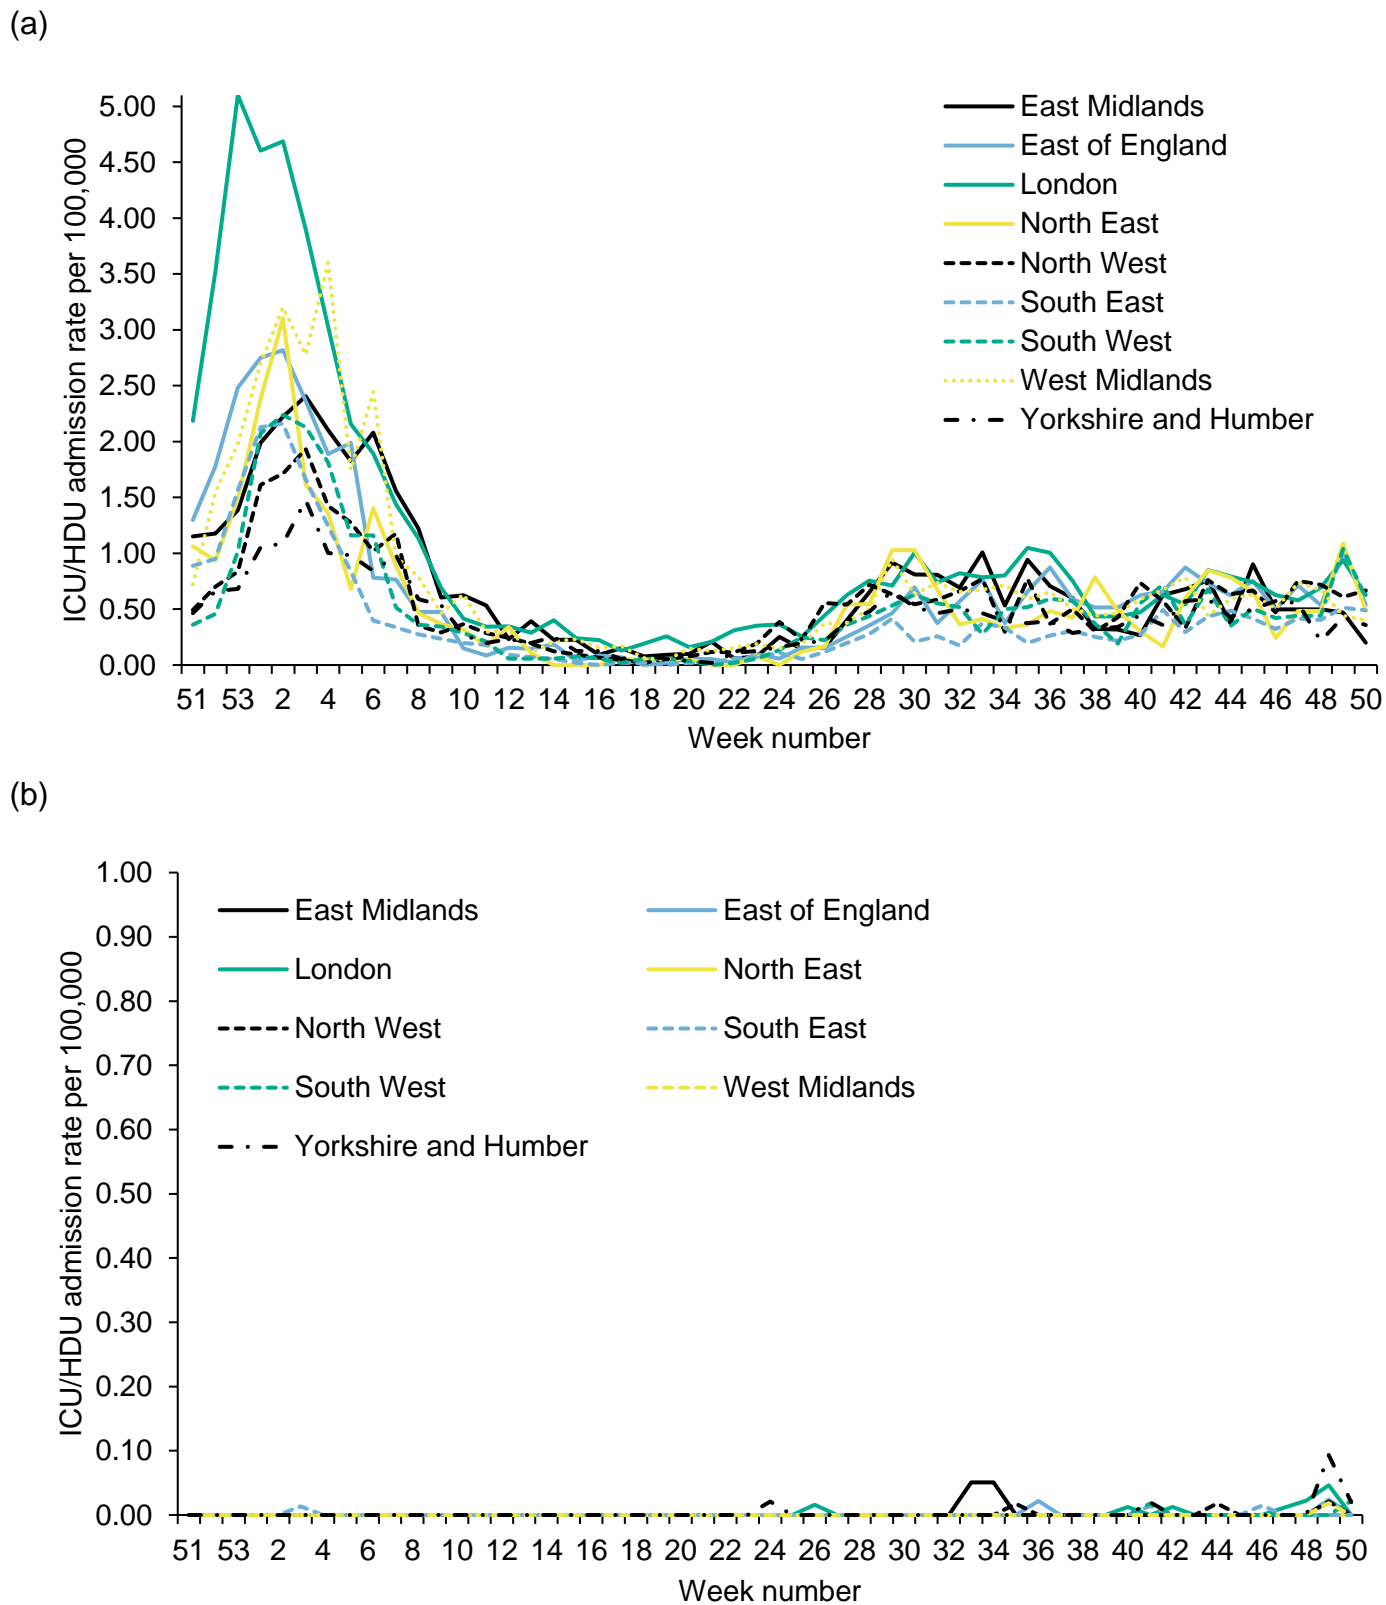 (a)
ICU/HDU admission rate per 100,000
5.00
4.50
4.00
3.50
3.00
2.50
2.00
1.50
1.00
0.50
0.00
East Midlands
East of England
London
North East
North West
South East
South West
West Midlands
Yorkshire and Humber
51 53 2 4 6 8 10 12 14 16 18 20 22 24 26 28 30 32 34 36 38 40 42 44 46 48 50
Week number
(b)
ICU/HDU admission rate per 100,000
1.00
0.90
0.80
0.70
0.60
0.50
0.40
0.30
0.20
0.10
0.00
East Midlands East of England
London North East
North West South East
South West West Midlands
Yorkshire and Humber
51 53 2 4 6 8 10 12 14 16 18 20 22 24 26 28 30 32 34 36 38 40 42 44 46 48 50
Week number